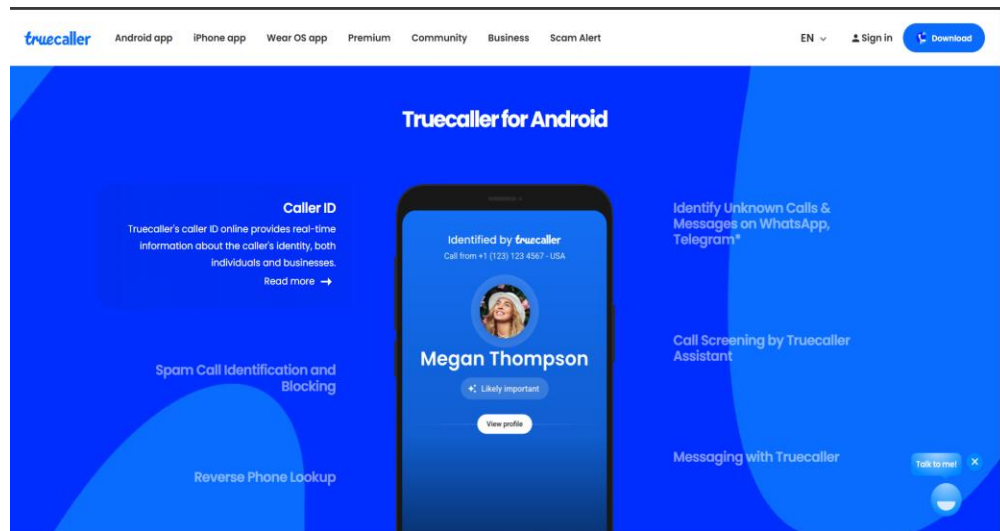 truecaller Android app iPhone app Wear OS app Premium Community Business Scam Alert EN Sign in Download
Truecaller for Android
Caller ID
Truecaller's caller ID online provides real-time
information about the caller's identity, both
individuals and businesses.
Read more →
Spam Call Identification and
Blocking
Reverse Phone Lookup
Identified by truecaller
Call from +1 (123) 123 4567 - USA
Megan Thompson
Likely important
View profile
Identify Unknown Calls &
Messages on WhatsApp,
Telegram*
Call Screening by Truecaller
Assistant
Messaging with Truecaller
Talk to me!